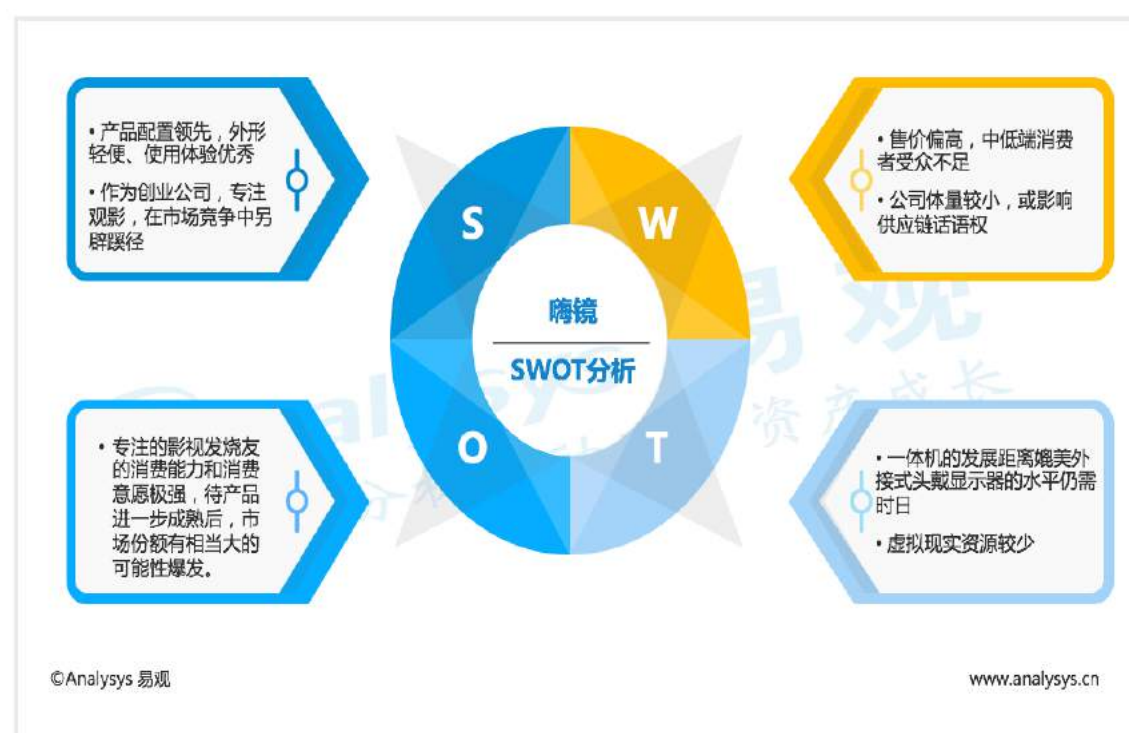 • 产品配置领先，外形
轻便、使用体验优秀
• 作为创业公司，专注
观影，在市场竞争中另
辟蹊径
• 售价偏高，中低端消费
者受众不足
• 公司体量较小，或影响
供应链话语权
S
W
嗨镜
SWOT分析
O
T
• 专注的影视发烧友
的消费能力和消费
意愿极强，待产品
进一步成熟后，市
场份额有相当大的
可能性爆发。
• 一体机的发展距离媲美外
接式头戴显示器的水平仍需
时日
• 虚拟现实资源较少
©Analysys 易观
www.analysys.cn